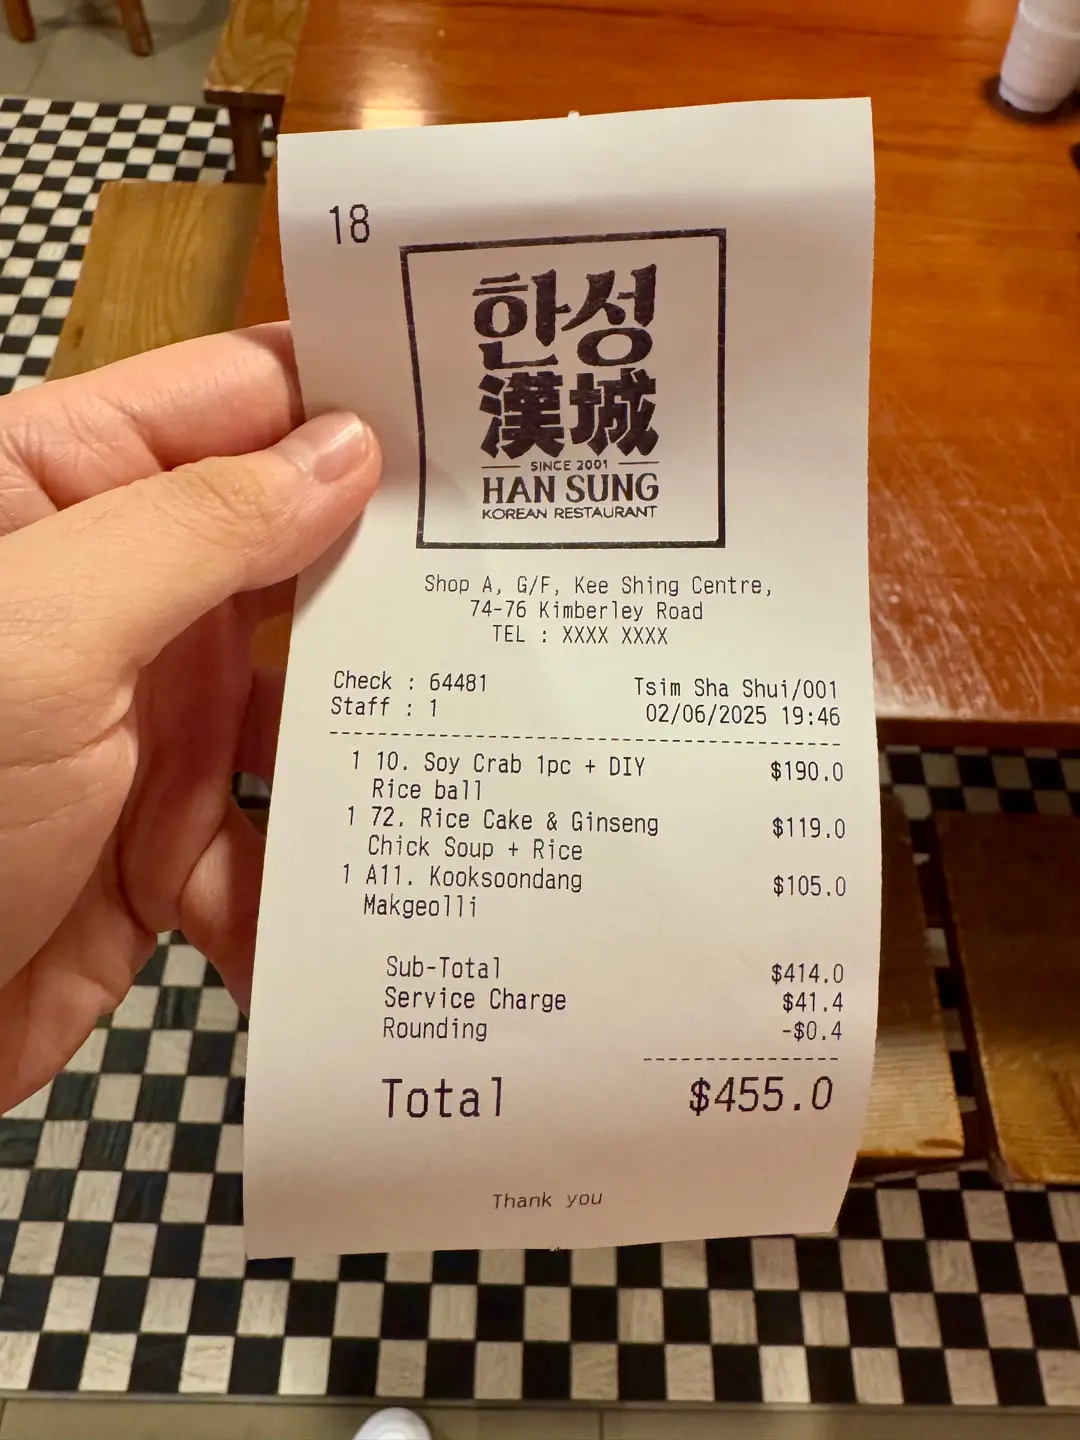 18
한성
漢城
SINCE 2001
HAN SUNG
KOREAN RESTAURANT
Shop A, G/F, Kee Shing Centre,
74-76 Kimberley Road
TEL : XXXX XXXX
Check : 64481 Tsim Sha Shui/001
Staff : 1 02/06/2025 19:46
1 10. Soy Crab 1pc + DIY $190.0
Rice ball
1 72. Rice Cake & Ginseng $119.0
Chick Soup + Rice
1 A11. Kooksoondang $105.0
Makgeolli
Sub-Total $414.0
Service Charge $41.4
Rounding -$0.4
Total $455.0
Thank you